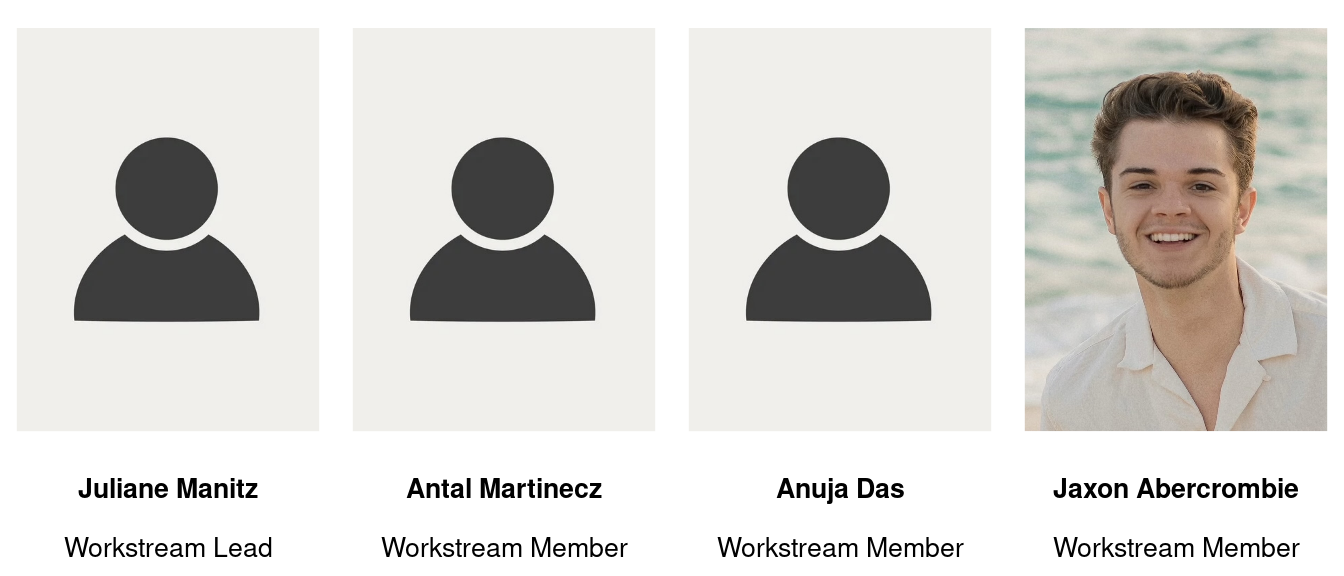 Juliane Manitz
Workstream Lead
Antal Martinecz
Workstream Member
Anuja Das
Workstream Member
Jaxon Abercrombie
Workstream Member